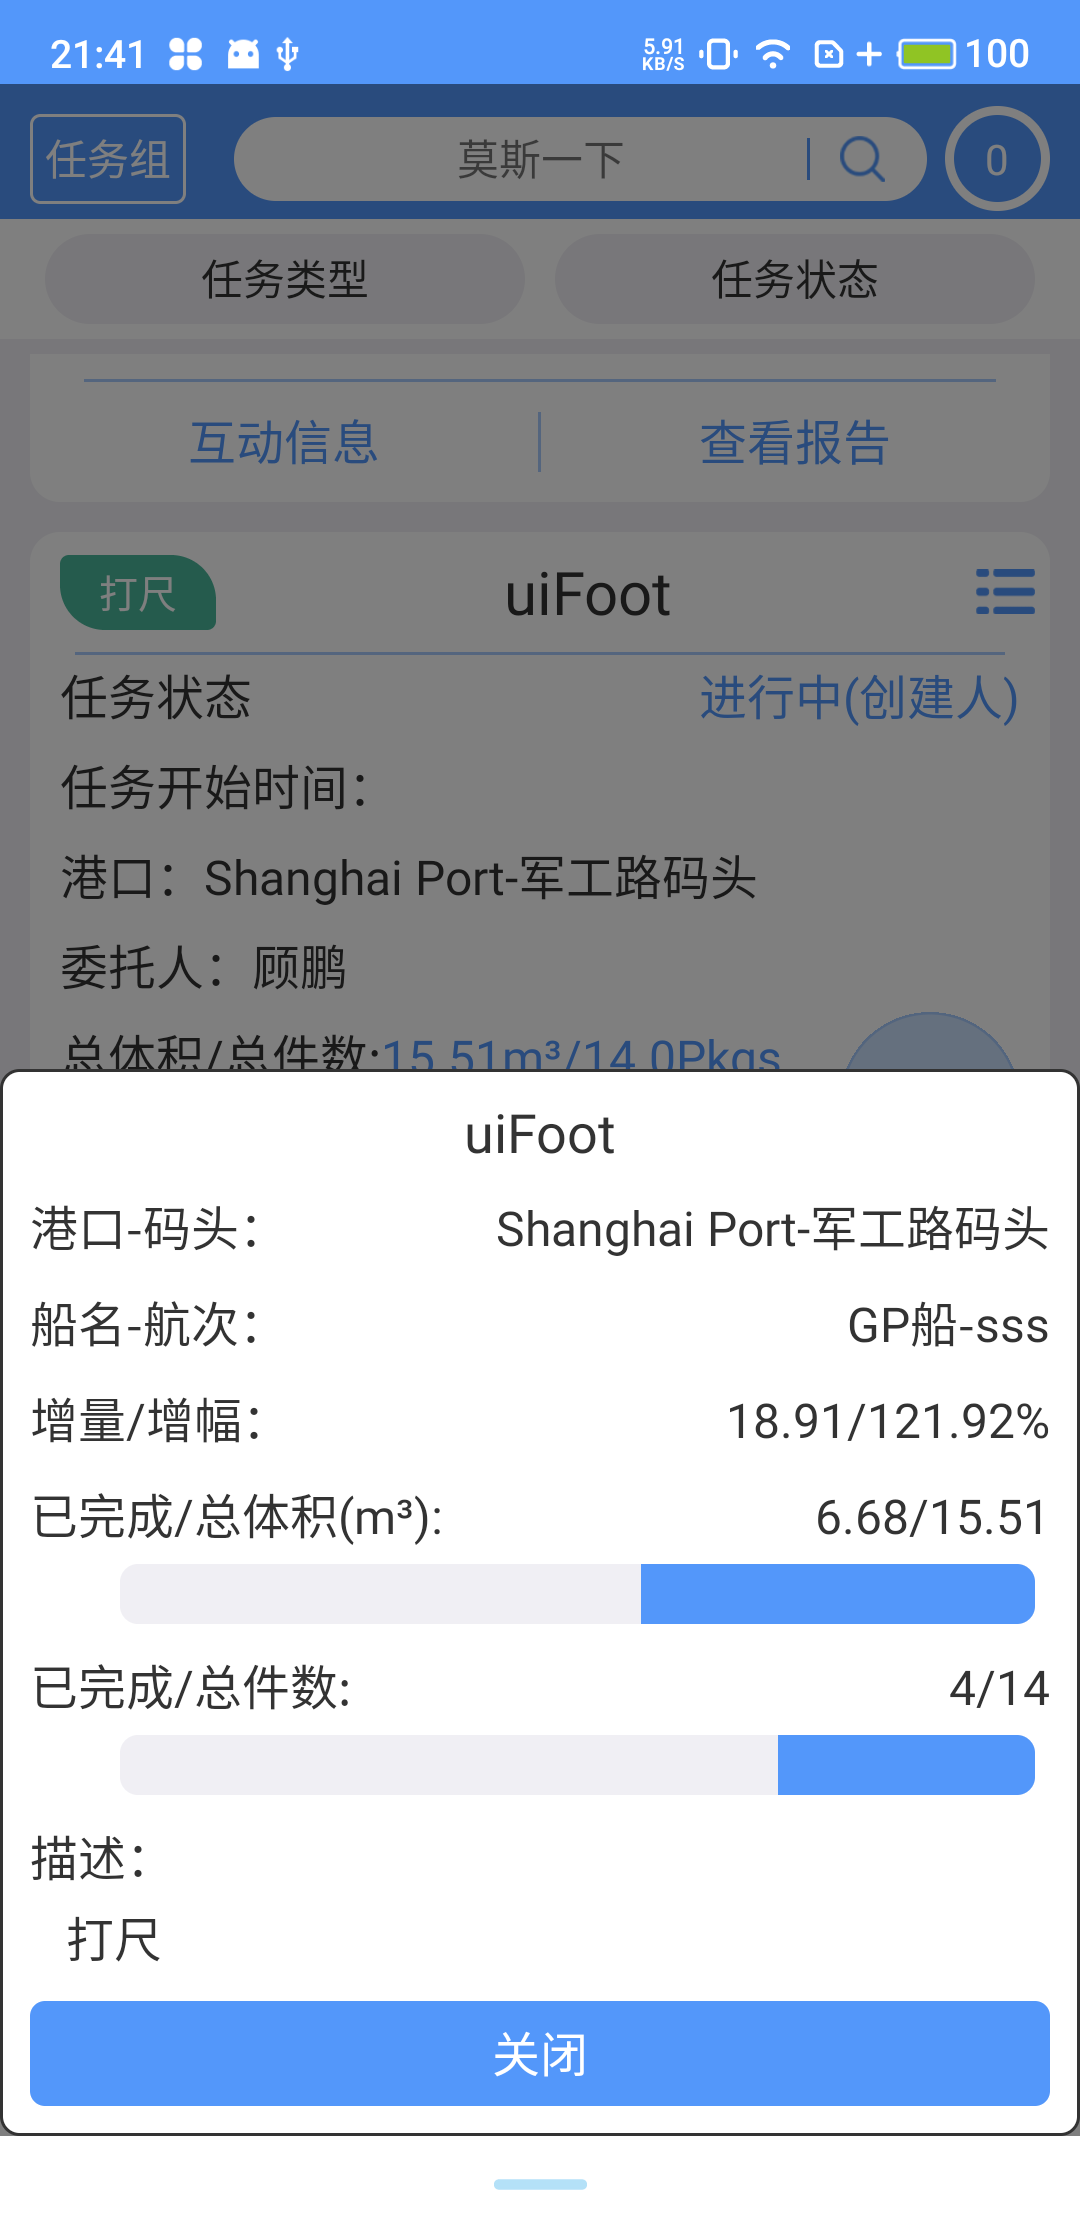 21:41 5.91 KB/S 100
任务组 莫斯一下 0
任务类型 任务状态
互动信息 查看报告
打尺 uiFoot
任务状态 进行中(创建人)
任务开始时间：
港口：Shanghai Port-军工路码头
委托人：顾鹏
总体积/总件数:15.51m³/14.0Pkgs
uiFoot
港口-码头： Shanghai Port-军工路码头
船名-航次： GP船-sss
增量/增幅： 18.91/121.92%
已完成/总体积(m³): 6.68/15.51
已完成/总件数: 4/14
描述：
打尺
关闭